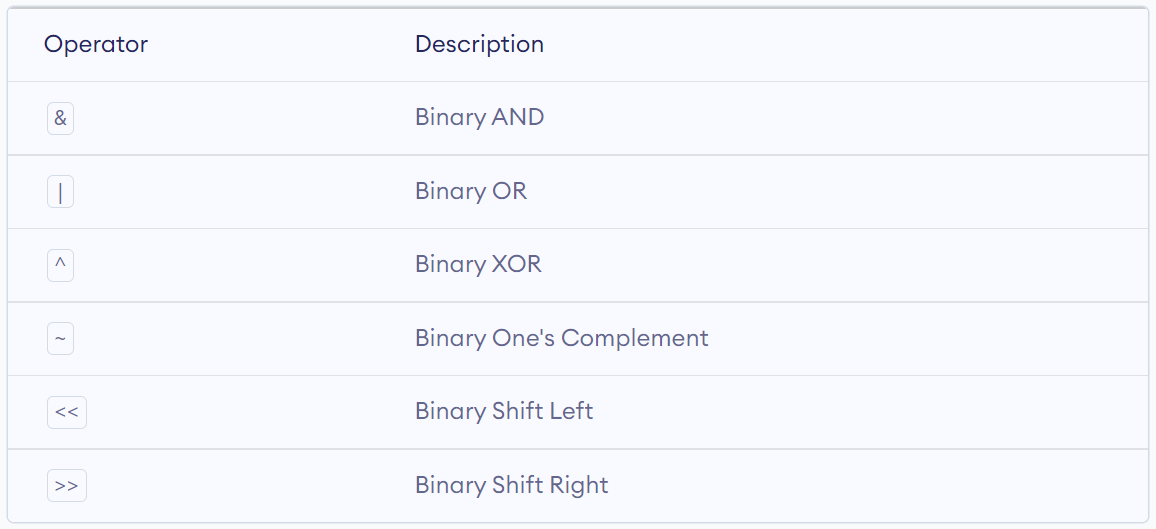 Operator Description
& Binary AND
| Binary OR
^ Binary XOR
~ Binary One's Complement
<< Binary Shift Left
>> Binary Shift Right